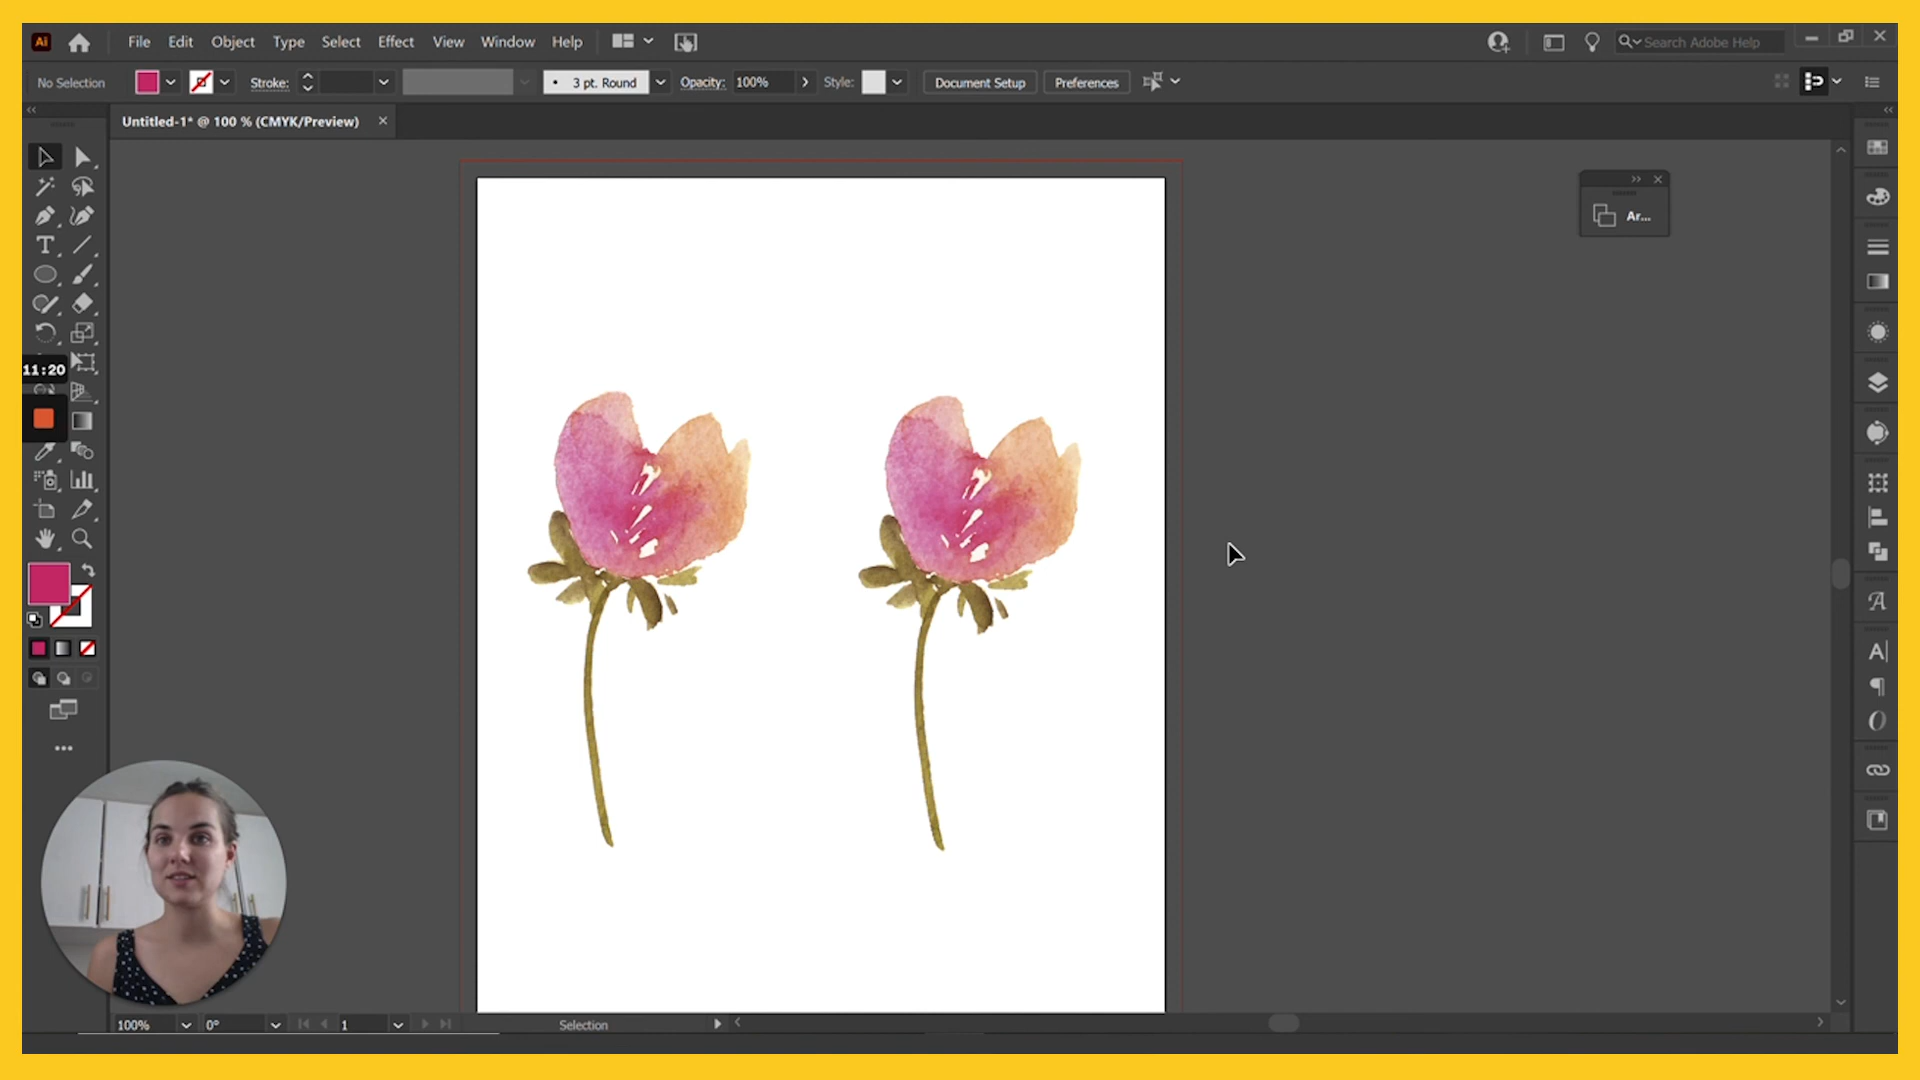 Ai File Edit Object Type Select Effect View Window Help Search Adobe Help
No Selection Stroke: 3 pt. Round Opacity: 100% Style: Document Setup Preferences
Untitled-1* @ 100 % (CMYK/Preview)
Ar...
11:20
100% 0° 1 Selection